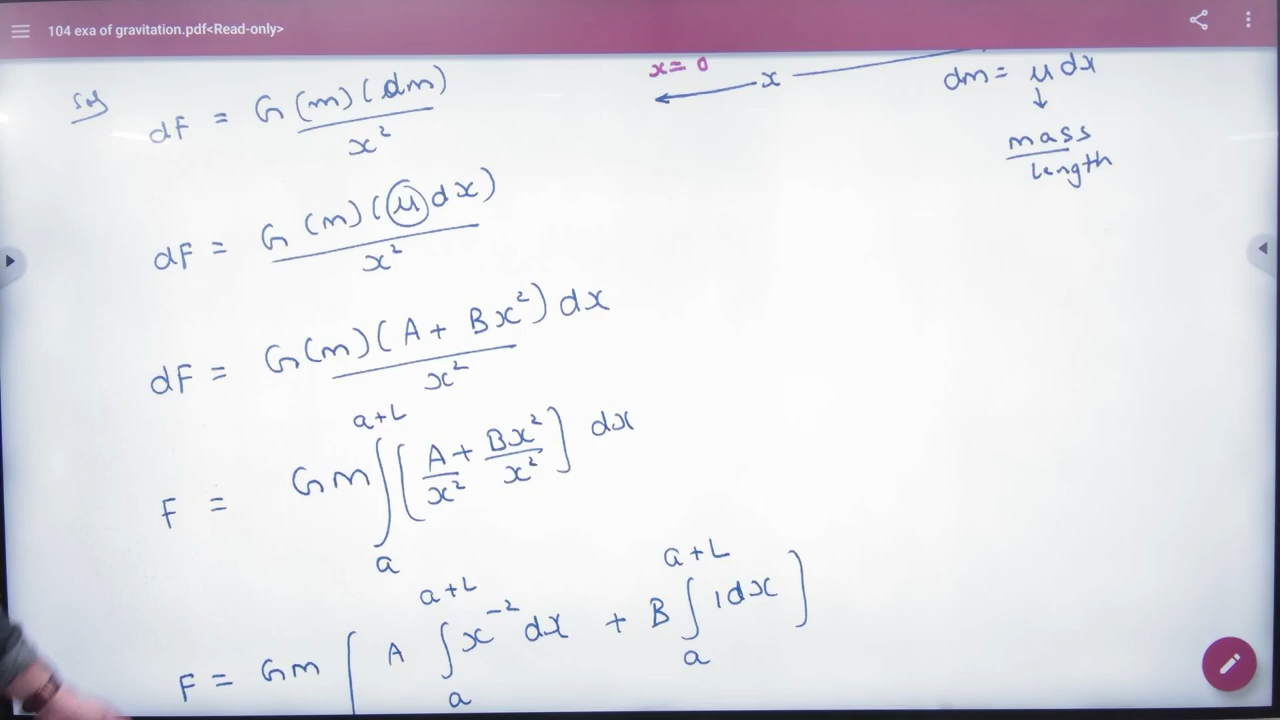 104 exa of gravitation.pdf<Read-only>
x = 0
x
dm = μ dx
↓
mass
length
Sol
dF = G (m) (dm)
x²
dF = G (m) (μ dx)
x²
dF = G (m) (A + Bx²) dx
x²
a+L
F = Gm ∫ [ A/x² + Bx²/x² ] dx
a
a+L a+L
F = Gm [ A ∫ x⁻² dx + B ∫ 1 dx ]
a a